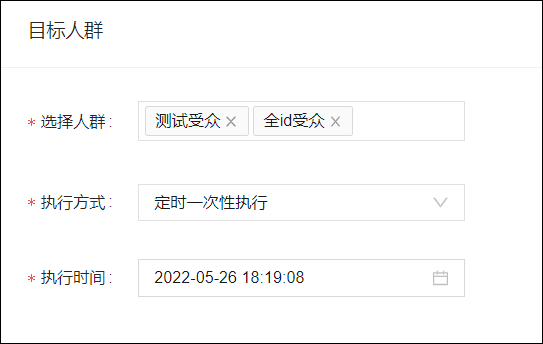 目标人群
* 选择人群: 测试受众 × 全id受众 ×
* 执行方式: 定时一次性执行
* 执行时间: 2022-05-26 18:19:08